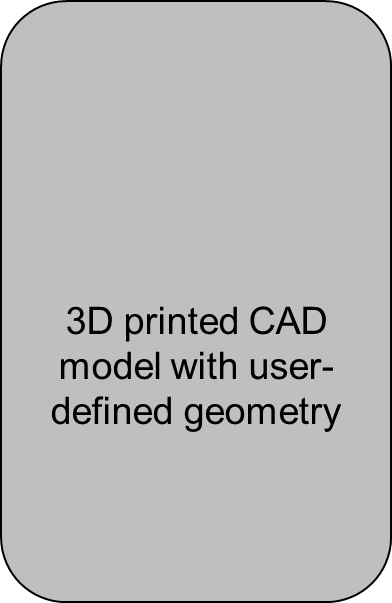 3D printed CAD
model with user-
defined geometry